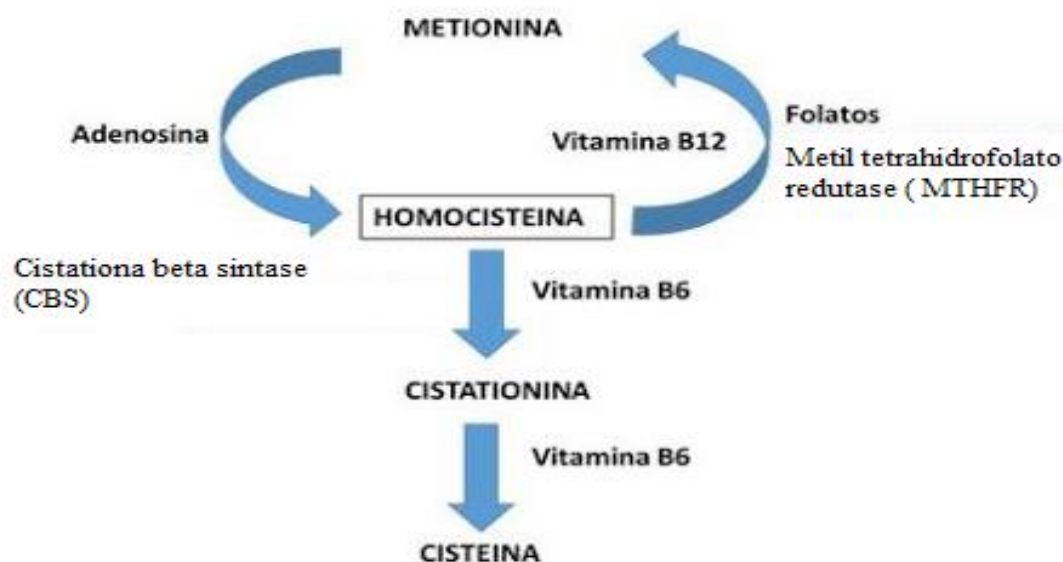 METIONINA
Adenosina
Vitamina B12
Folatos
Metil tetrahidrofolato
redutase ( MTHFR)
HOMOCISTEINA
Cistationa beta sintase
(CBS)
Vitamina B6
CISTATIONINA
Vitamina B6
CISTEINA